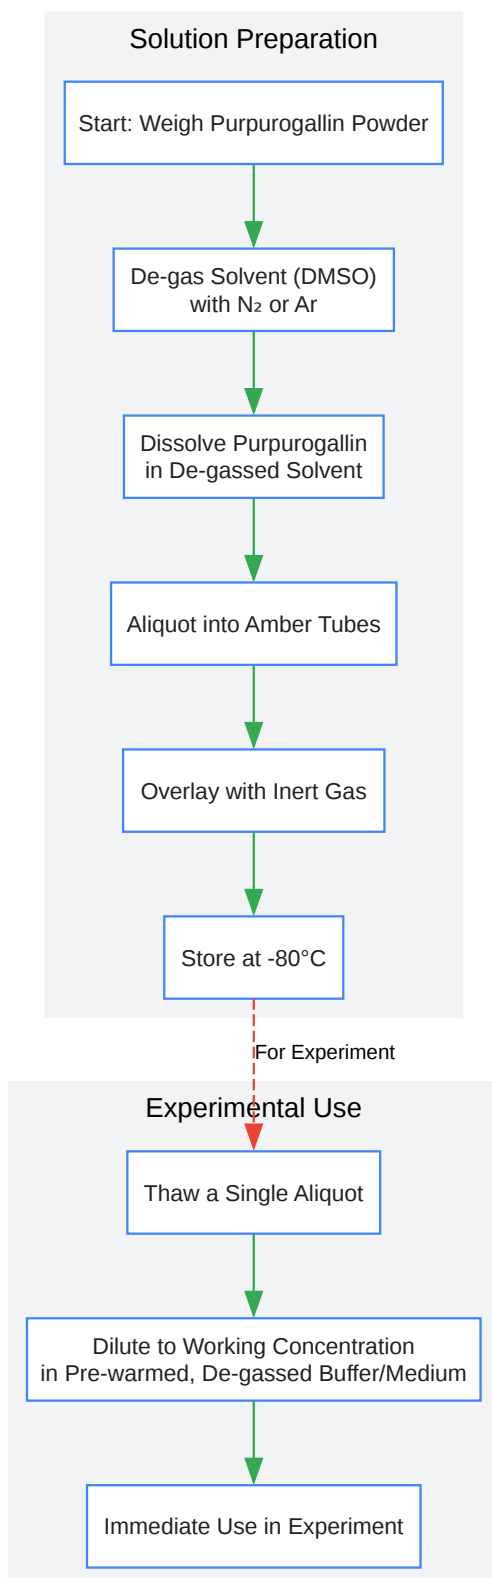 Solution Preparation
Start: Weigh Purpurogallin Powder
De-gas Solvent (DMSO)
with N₂ or Ar
Dissolve Purpurogallin
in De-gassed Solvent
Aliquot into Amber Tubes
Overlay with Inert Gas
Store at -80°C
For Experiment
Experimental Use
Thaw a Single Aliquot
Dilute to Working Concentration
in Pre-warmed, De-gassed Buffer/Medium
Immediate Use in Experiment